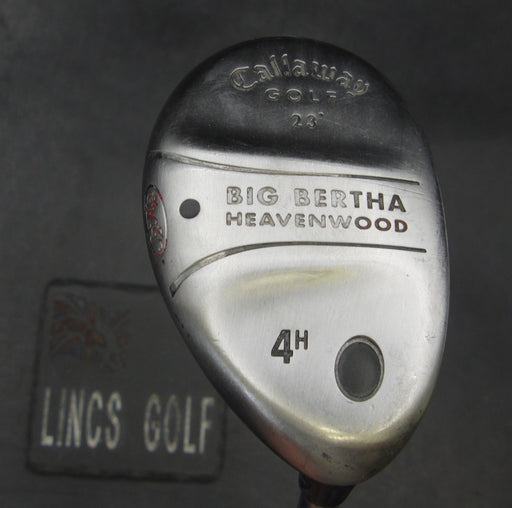 Callaway
GOLF
23°
BIG BERTHA
HEAVENWOOD
4H
LINCS GOLF